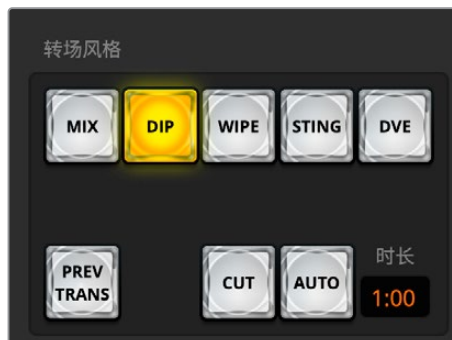 转场风格
MIX
DIP
WIPE
STING
DVE
PREV
TRANS
CUT
AUTO
时长
1:00